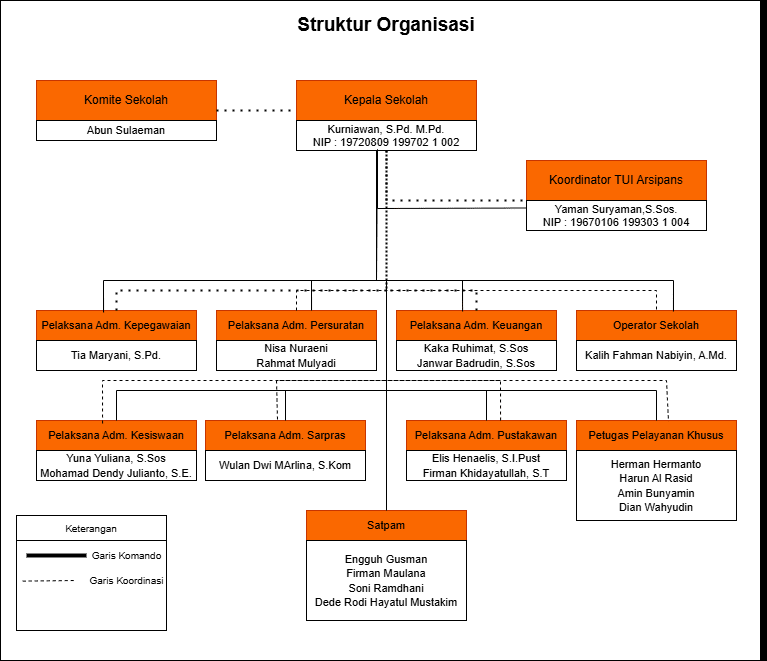 Struktur Organisasi
Komite Sekolah
Abun Sulaeman
Kepala Sekolah
Kurniawan, S.Pd. M.Pd.
NIP : 19720809 199702 1 002
Koordinator TUI Arsipans
Yaman Suryaman,S.Sos.
NIP : 19670106 199303 1 004
Pelaksana Adm. Kepegawaian
Tia Maryani, S.Pd.
Pelaksana Adm. Persuratan
Nisa Nuraeni
Rahmat Mulyadi
Pelaksana Adm. Keuangan
Kaka Ruhimat, S.Sos
Janwar Badrudin, S.Sos
Operator Sekolah
Kalih Fahman Nabiyin, A.Md.
Pelaksana Adm. Kesiswaan
Yuna Yuliana, S.Sos
Mohamad Dendy Julianto, S.E.
Pelaksana Adm. Sarpras
Wulan Dwi MArlina, S.Kom
Pelaksana Adm. Pustakawan
Elis Henaelis, S.I.Pust
Firman Khidayatullah, S.T
Petugas Pelayanan Khusus
Herman Hermanto
Harun Al Rasid
Amin Bunyamin
Dian Wahyudin
Satpam
Engguh Gusman
Firman Maulana
Soni Ramdhani
Dede Rodi Hayatul Mustakim
Keterangan
Garis Komando
Garis Koordinasi